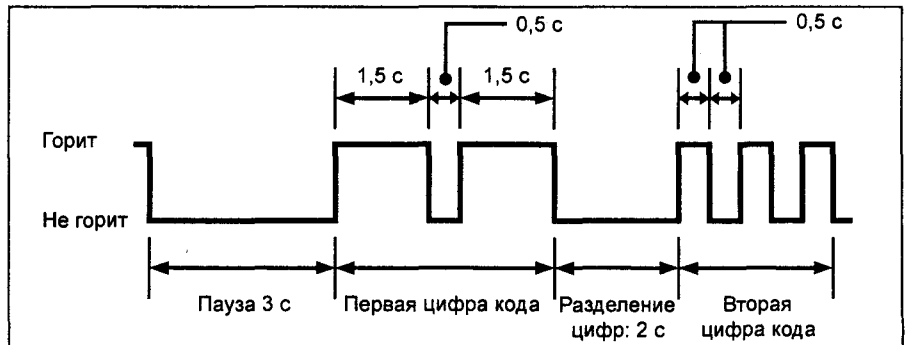 0,5 с
0,5 с
1,5 с
1,5 с
Горит
Не горит
Пауза 3 с
Первая цифра кода
Разделение
цифр: 2 с
Вторая
цифра кода